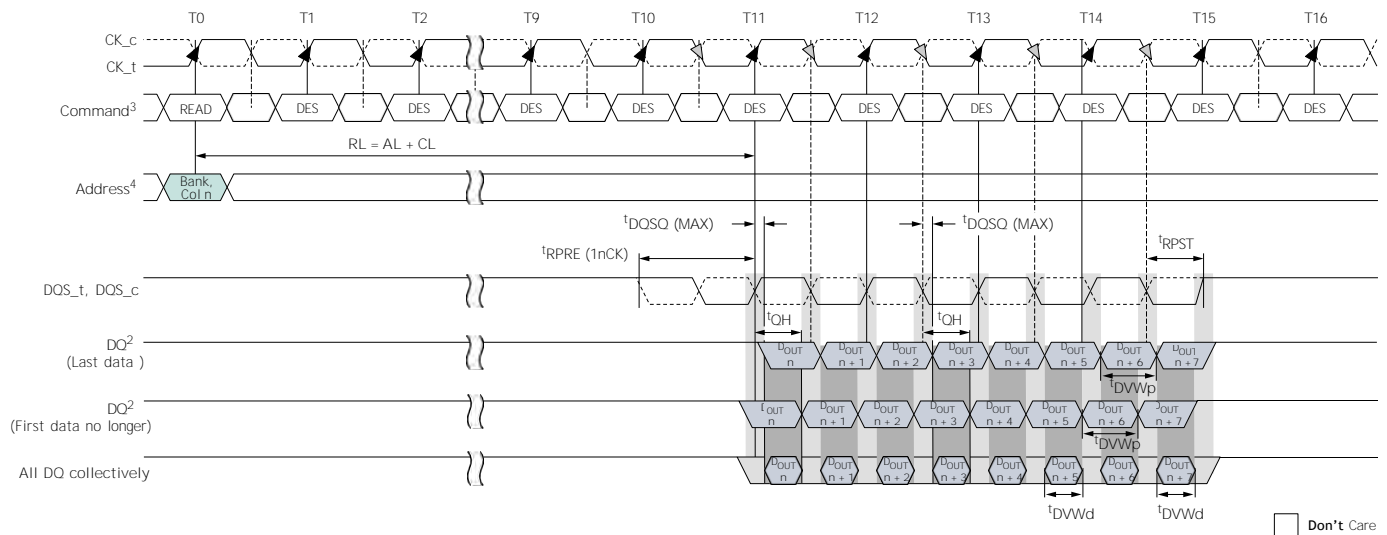 T0 T1 T2 T9 T10 T11 T12 T13 T14 T15 T16
CK_c
CK_t
Command3 READ DES DES DES DES DES DES DES DES DES DES
RL = AL + CL
Address4 Bank,
Col n
tDQSQ (MAX) tDQSQ (MAX)
tRPRE (1nCK) tRPST
DQS_t, DQS_c
tQH tQH
DQ2
(Last data )
DOUT DOUT DOUT DOUT DOUT DOUT DOUT DOUT
n n + 1 n + 2 n + 3 n + 4 n + 5 n + 6 n + 7
tDVWp
DQ2
(First data no longer)
OUT DOUT DOUT DOUT DOUT DOUT DOUT OUT
n n + 1 n + 2 n + 3 n + 4 n + 5 n + 6 n + 7
tDVWp
All DQ collectively
DOUT DOUT DOUT DOUT DOUT DOUT DOUT DOUT
n n + 1 n + 2 n + 3 n + 4 n + 5 n + 6 n + 7
tDVWd tDVWd
Don't Care